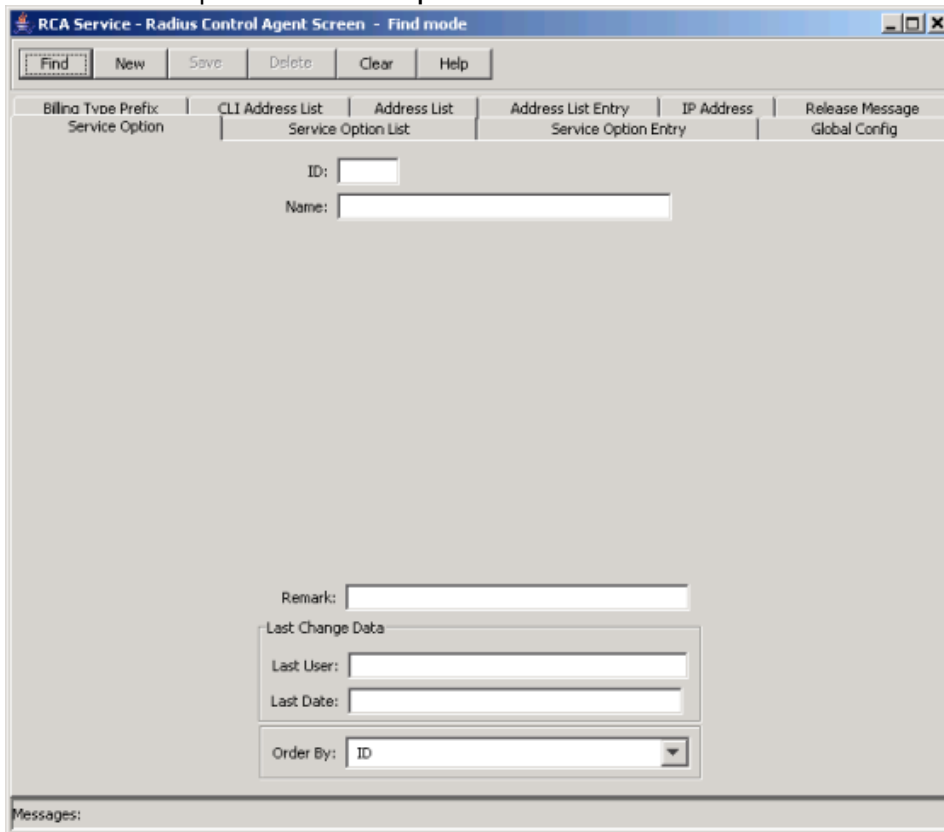 RCA Service - Radius Control Agent Screen - Find mode
Find New Save Delete Clear Help
Billing Type Prefix CLI Address List Address List Address List Entry IP Address Release Message
Service Option Service Option List Service Option Entry Global Config
ID:
Name:
Remark:
Last Change Data
Last User:
Last Date:
Order By: ID
Messages: